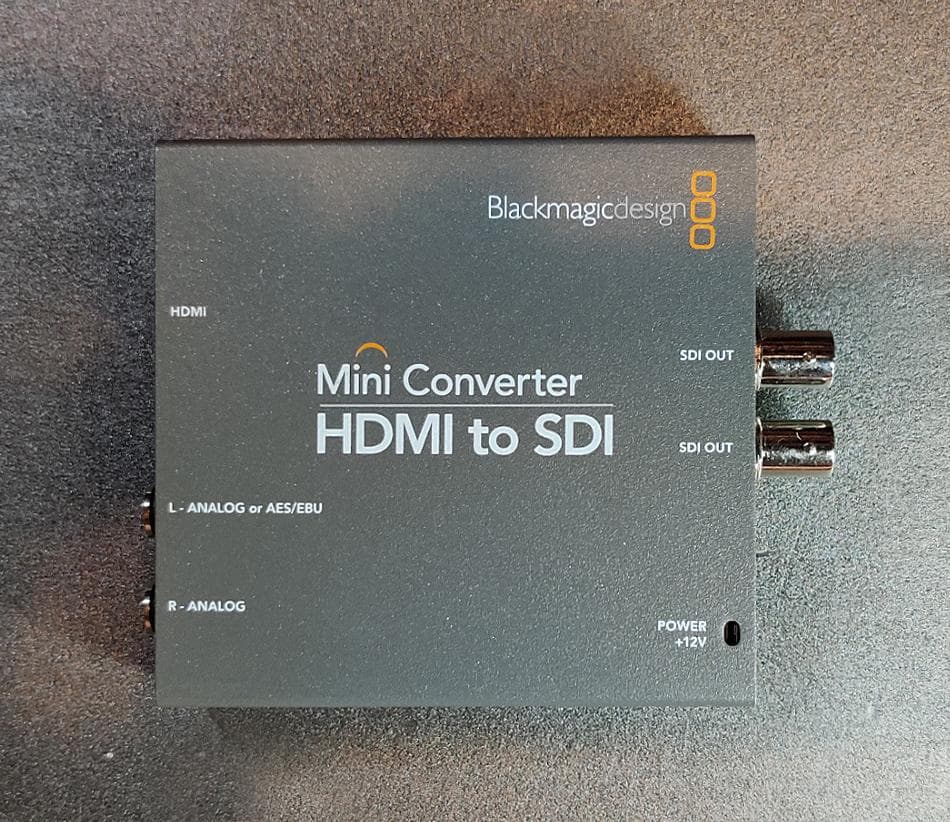 Blackmagicdesign
HDMI
SDI OUT
Mini Converter
HDMI to SDI
SDI OUT
L - ANALOG or AES/EBU
R - ANALOG
POWER
+12V